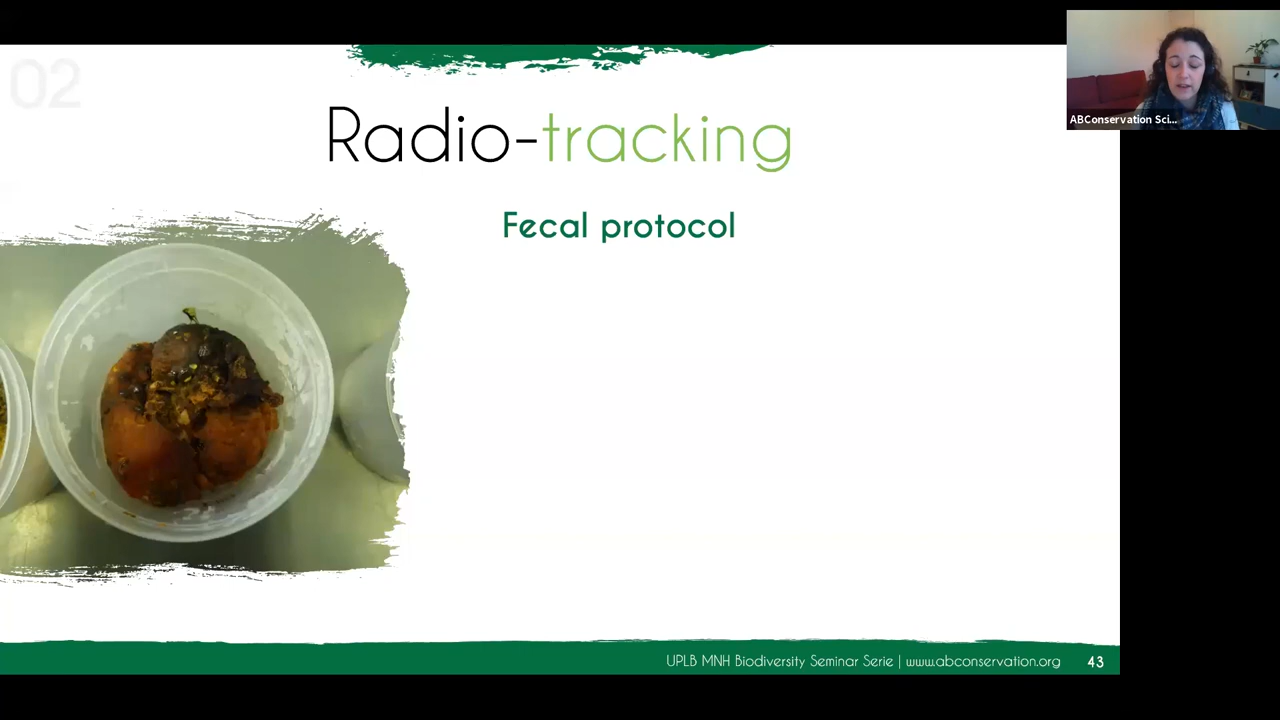 02
Radio-tracking
Fecal protocol
ABConservation Sci...
UPLB MNH Biodiversity Seminar Serie | www.abconservation.org 43